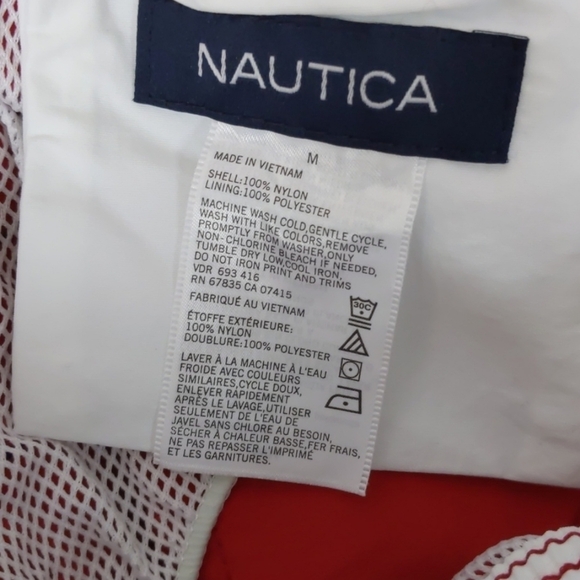 NAUTICA
M
MADE IN VIETNAM
SHELL:100% NYLON
LINING:100% POLYESTER
MACHINE WASH COLD,GENTLE CYCLE,
WASH WITH LIKE COLORS,REMOVE
PROMPTLY FROM WASHER,ONLY
NON-CHLORINE BLEACH IF NEEDED,
TUMBLE DRY LOW,COOL IRON,
DO NOT IRON PRINT AND TRIMS
VDR 693 416
RN 67835 CA 07415
FABRIQUÉ AU VIETNAM
ÉTOFFE EXTÉRIEURE:
100% NYLON
DOUBLURE:100% POLYESTER
30C
LAVER À LA MACHINE À L'EAU
FROIDE AVEC COULEURS
SIMILAIRES,CYCLE DOUX,
ENLEVER RAPIDEMENT
APRÈS LE LAVAGE,UTILISER
SEULEMENT DE L'EAU DE
JAVEL SANS CHLORE AU BESOIN,
SÉCHER À CHALEUR BASSE,FER FRAIS,
NE PAS REPASSER L'IMPRIMÉ
ET LES GARNITURES.